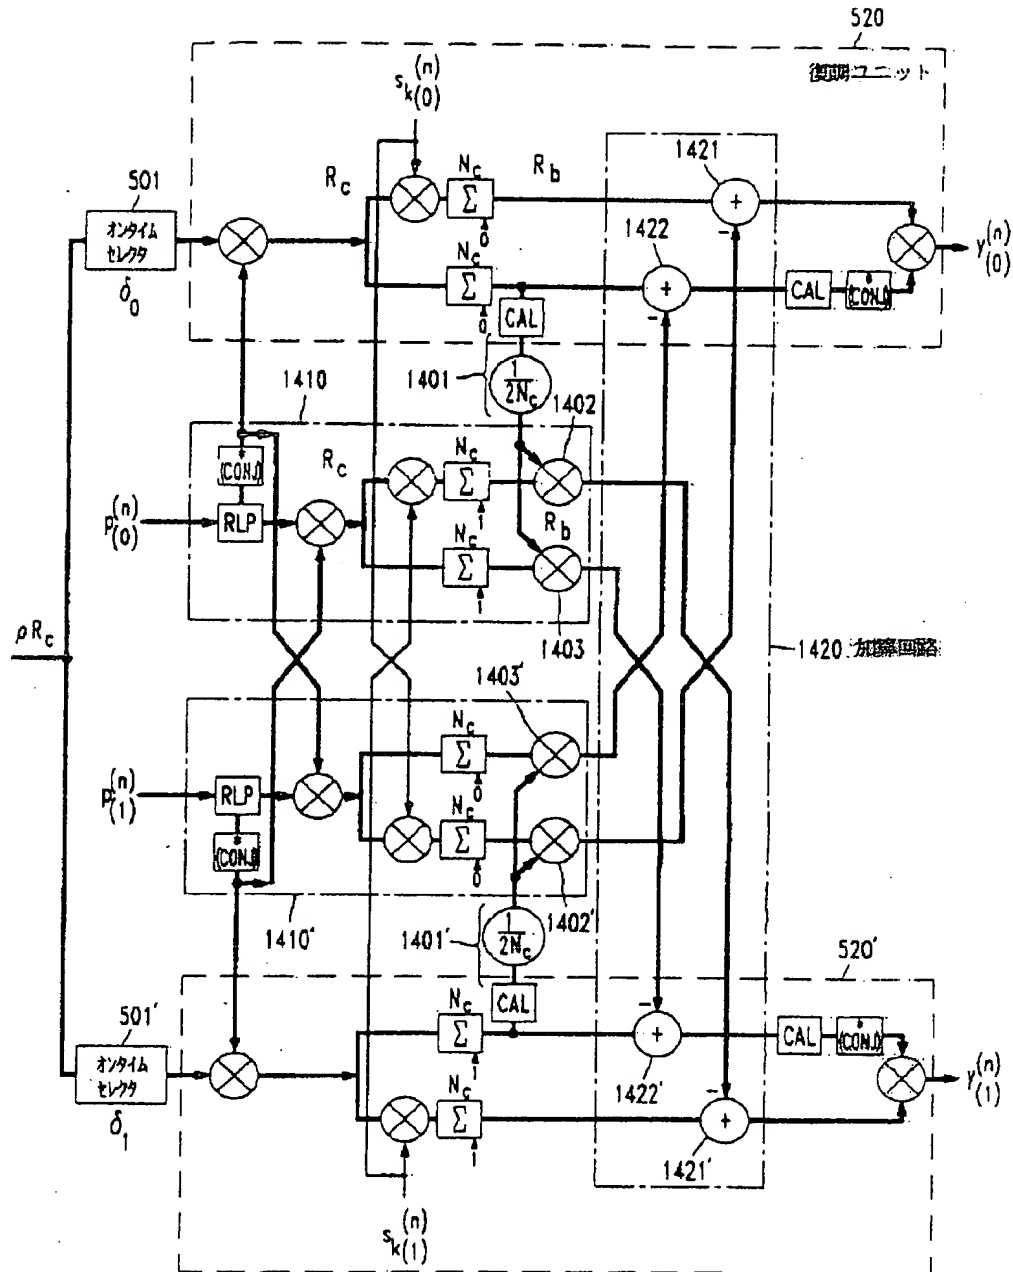 520
復調ユニット
s_k(0)^(n)
1421
N_c
R_b
R_c
501
オンタイム
セレクタ
δ_0
Σ
0
+
-
1422
y_(0)^(n)
N_c
Σ
0
+
-
CAL
*
(CONJ)
CAL
1410
1401
1/2N_c
1402
*
(CONJ)
R_c
N_c
Σ
1
p_(0)^(n)
RLP
R_b
N_c
Σ
1
1403
ρR_c
1420 加算回路
1403'
N_c
Σ
0
p_(1)^(n)
RLP
N_c
Σ
0
*
(CONJ)
1402'
1410'
1401'
1/2N_c
520'
CAL
501'
オンタイム
セレクタ
δ_1
N_c
Σ
1
-
+
1422'
CAL
*
(CONJ)
N_c
Σ
1
-
+
1421'
y_(1)^(n)
s_k(1)^(n)